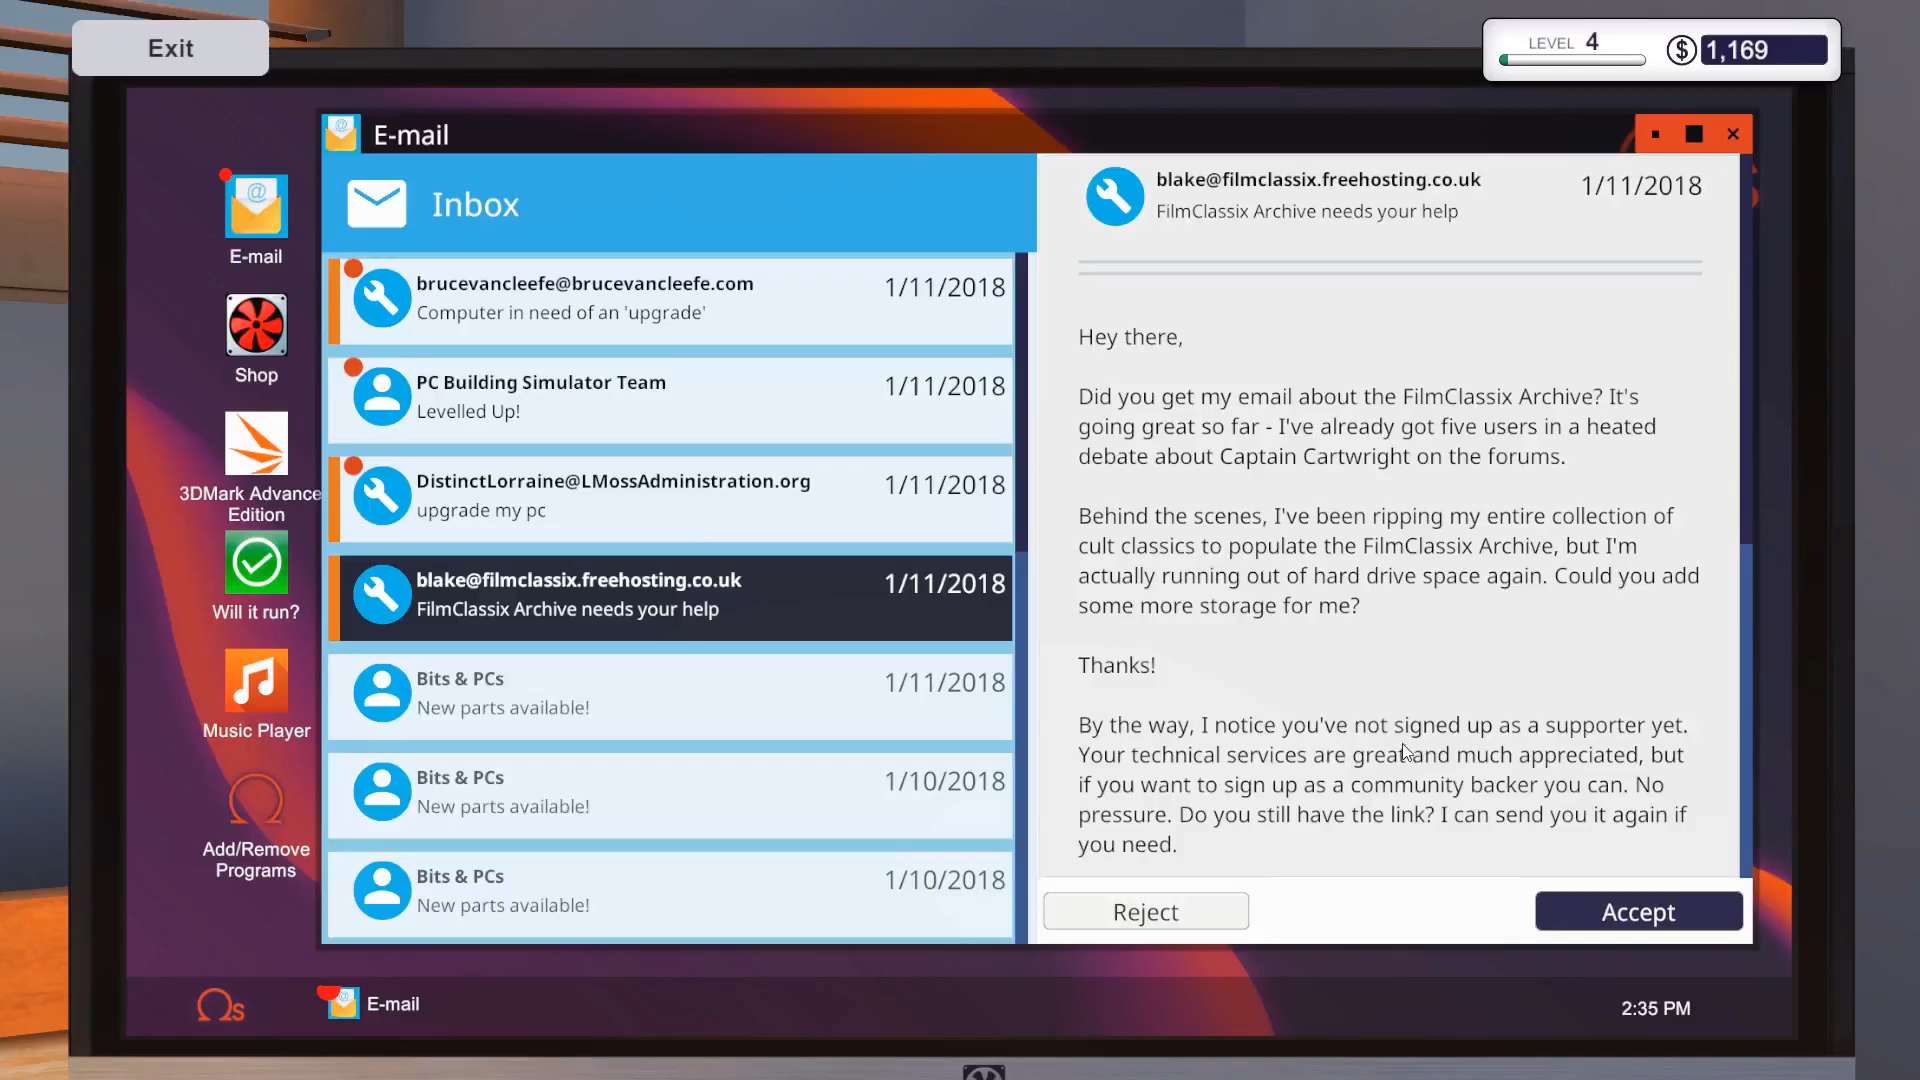 Exit
LEVEL 4
$ 1,169
E-mail
Inbox
brucevancleefe@brucevancleefe.com
1/11/2018
Computer in need of an 'upgrade'
PC Building Simulator Team
1/11/2018
Levelled Up!
DistinctLorraine@LMossAdministration.org
1/11/2018
upgrade my pc
blake@filmclassix.freehosting.co.uk
1/11/2018
FilmClassix Archive needs your help
Bits & PCs
1/11/2018
New parts available!
Bits & PCs
1/10/2018
New parts available!
Bits & PCs
1/10/2018
New parts available!
E-mail
Shop
3DMark Advance
Edition
Will it run?
Music Player
Add/Remove
Programs
blake@filmclassix.freehosting.co.uk
1/11/2018
FilmClassix Archive needs your help
Hey there,
Did you get my email about the FilmClassix Archive? It's
going great so far - I've already got five users in a heated
debate about Captain Cartwright on the forums.
Behind the scenes, I've been ripping my entire collection of
cult classics to populate the FilmClassix Archive, but I'm
actually running out of hard drive space again. Could you add
some more storage for me?
Thanks!
By the way, I notice you've not signed up as a supporter yet.
Your technical services are great and much appreciated, but
if you want to sign up as a community backer you can. No
pressure. Do you still have the link? I can send you it again if
you need.
Reject
Accept
Ωs
E-mail
2:35 PM